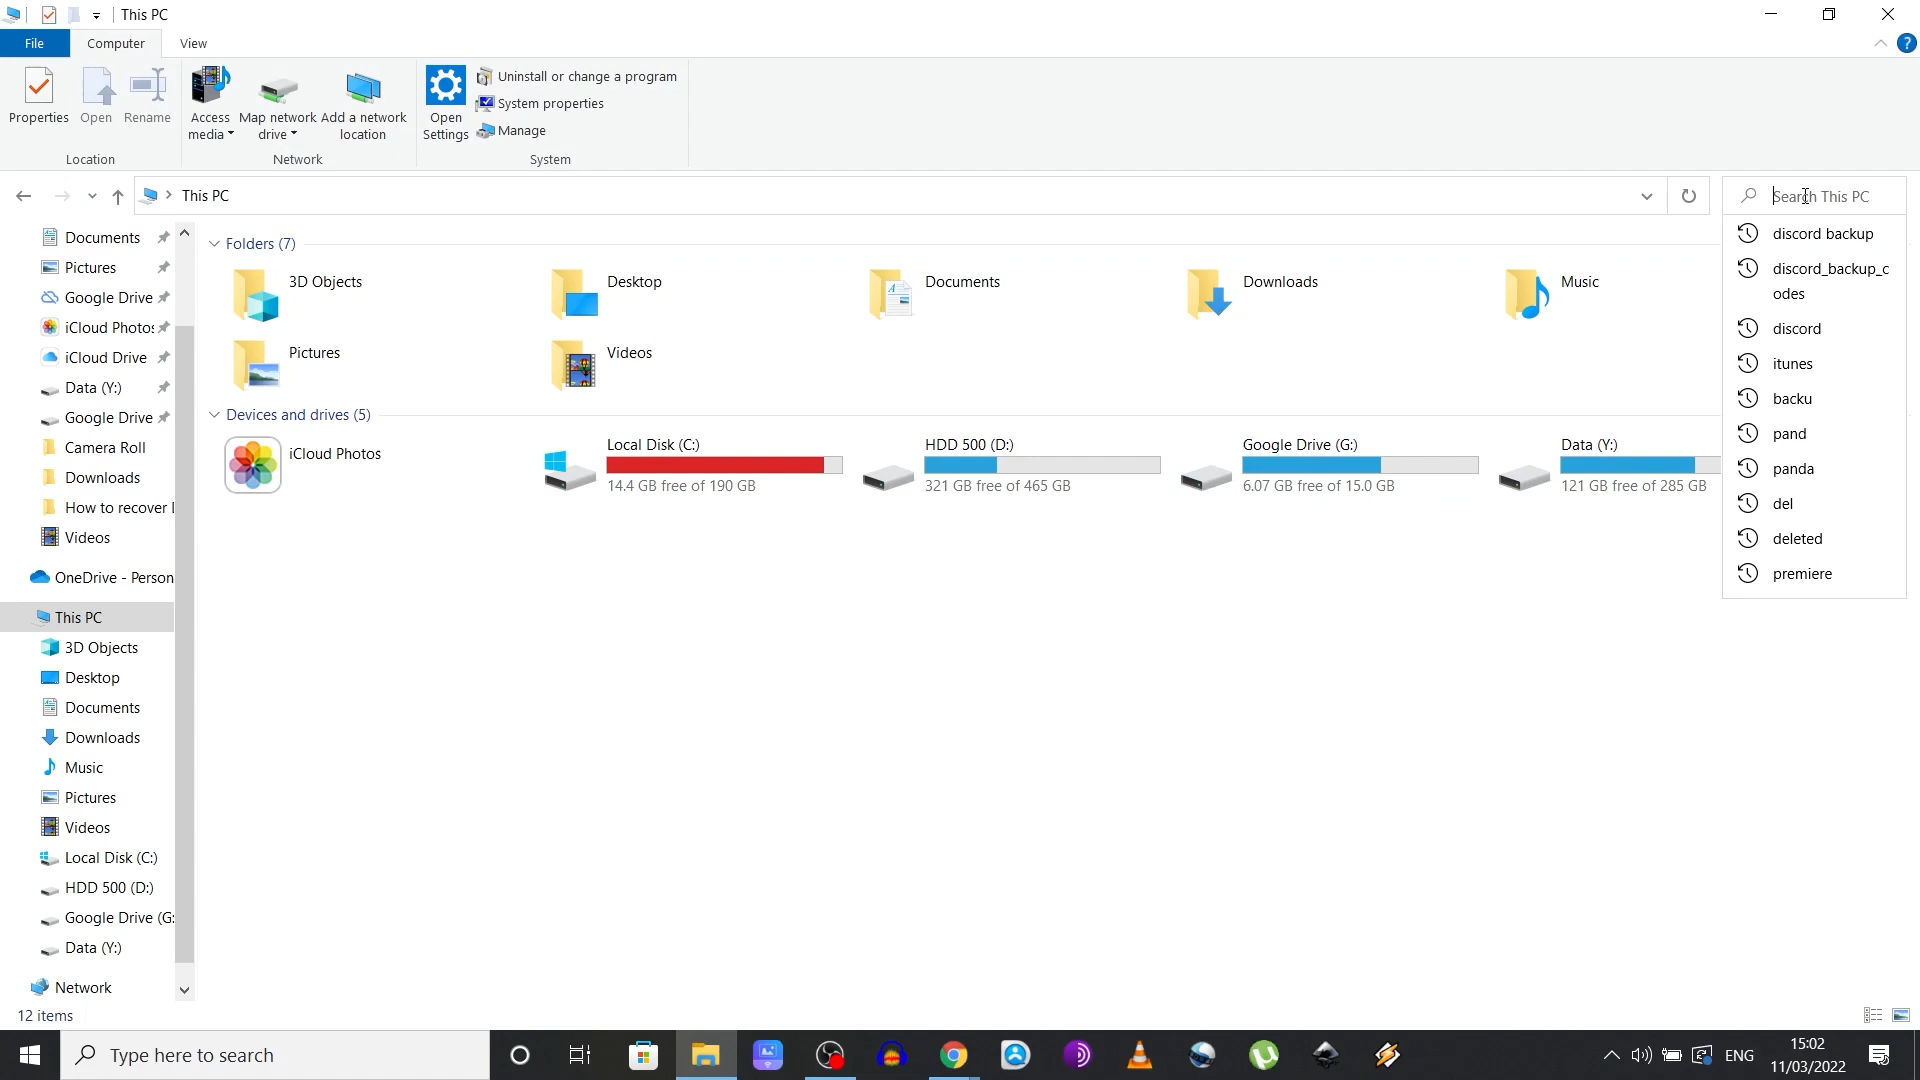 This PC
File
Computer
View
Properties
Open
Rename
Access
media
Map network
drive
Add a network
location
Open
Settings
Uninstall or change a program
System properties
Manage
Location
Network
System
This PC
Search This PC
discord backup
discord_backup_c
odes
discord
itunes
backu
pand
panda
del
deleted
premiere
Documents
Pictures
Google Drive
iCloud Photos
iCloud Drive
Data (Y:)
Google Drive
Camera Roll
Downloads
How to recover
Videos
OneDrive - Person
This PC
3D Objects
Desktop
Documents
Downloads
Music
Pictures
Videos
Local Disk (C:)
HDD 500 (D:)
Google Drive (G:
Data (Y:)
Network
Folders (7)
3D Objects
Desktop
Documents
Downloads
Music
Pictures
Videos
Devices and drives (5)
iCloud Photos
Local Disk (C:)
14.4 GB free of 190 GB
HDD 500 (D:)
321 GB free of 465 GB
Google Drive (G:)
6.07 GB free of 15.0 GB
Data (Y:)
121 GB free of 285 GB
12 items
Type here to search
ENG
15:02
11/03/2022